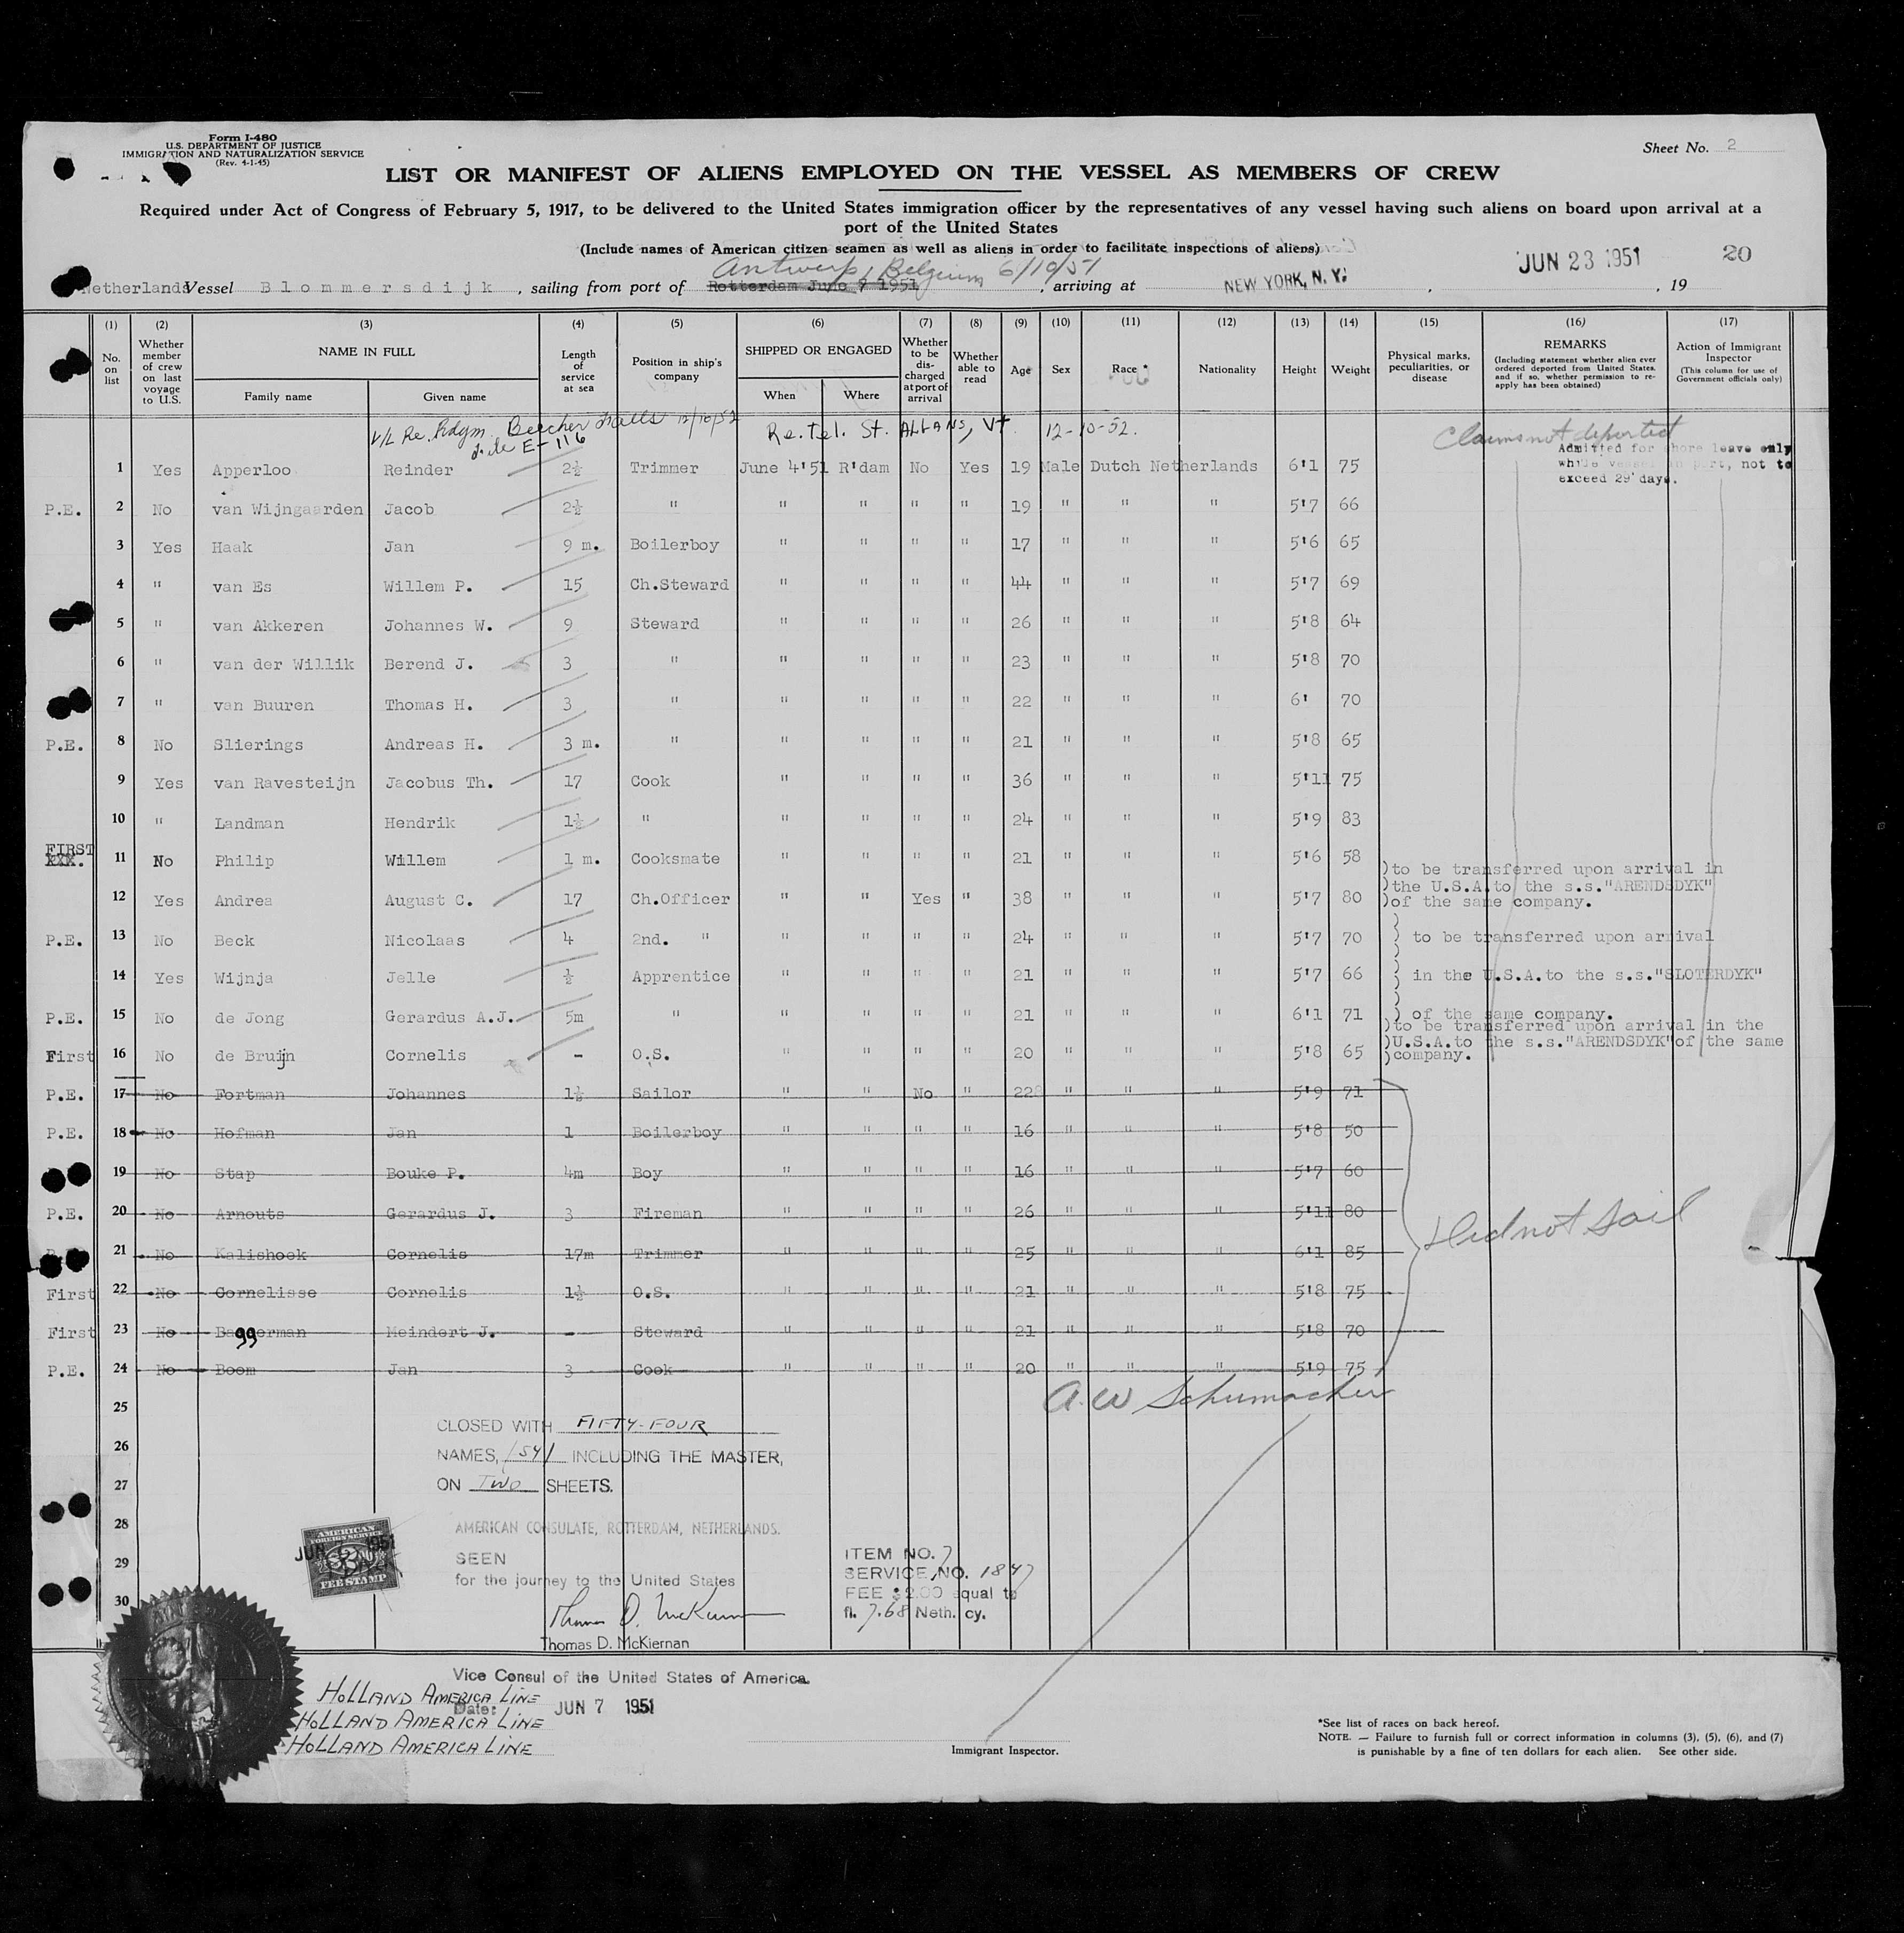 Form I-480
U.S. DEPARTMENT OF JUSTICE
IMMIGRATION AND NATURALIZATION SERVICE
(Rev. 4-1-45)
Sheet No. 2
LIST OR MANIFEST OF ALIENS EMPLOYED ON THE VESSEL AS MEMBERS OF CREW
Required under Act of Congress of February 5, 1917, to be delivered to the United States immigration officer by the representatives of any vessel having such aliens on board upon arrival at a
port of the United States
(Include names of American citizen seamen as well as aliens in order to facilitate inspections of aliens)
JUN 23 1951 20
Antwerp, Belgium 6/10/51
Netherlands Vessel Blommersdijk, sailing from port of Rotterdam June 9 1951, arriving at NEW YORK, N. Y. , 19
(1) (2) (3) (4) (5) (6) (7) (8) (9) (10) (11) (12) (13) (14) (15) (16) (17)
No. on list
Whether member of crew on last voyage to U.S.
NAME IN FULL
Family name Given name
Length of service at sea
Position in ship's company
SHIPPED OR ENGAGED
When Where
Whether to be discharged at port of arrival
Whether able to read
Age
Sex
Race *
Nationality
Height
Weight
Physical marks, peculiarities, or disease
REMARKS
(Including statement whether alien ever ordered deported from United States, and if so, whether permission to re-apply has been obtained)
Action of Immigrant Inspector
(This column for use of Government officials only)
V/L Re. Rdgm. Beecher Falls 12/10/52 Re. tel. St. ALBANS, Vt. 12-10-52.
file E-116
Claims not deported
Admitted for shore leave only
while vessel in port, not to
exceed 29 days.
1 Yes Apperloo Reinder 2½ Trimmer June 4'51 R'dam No Yes 19 Male Dutch Netherlands 6'1 75
P.E. 2 No van Wijngaarden Jacob 2½ " " " " " 19 " " " 5'7 66
3 Yes Haak Jan 9 m. Boilerboy " " " " 17 " " " 5'6 65
4 " van Es Willem P. 15 Ch.Steward " " " " 44 " " " 5'7 69
5 " van Akkeren Johannes W. 9 Steward " " " " 26 " " " 5'8 64
6 " van der Willik Berend J. 3 " " " " " 23 " " " 5'8 70
7 " van Buuren Thomas H. 3 " " " " " 22 " " " 6' 70
P.E. 8 No Slierings Andreas H. 3 m. " " " " " 21 " " " 5'8 65
9 Yes van Ravesteijn Jacobus Th. 17 Cook " " " " 36 " " " 5'11 75
10 " Landman Hendrik 1½ " " " " " 24 " " " 5'9 83
FIRST XXX. 11 No Philip Willem 1 m. Cooksmate " " " " 21 " " " 5'6 58
)to be transferred upon arrival in
)the U.S.A.to the s.s."ARENDSDYK"
12 Yes Andrea August C. 17 Ch.Officer " " Yes " 38 " " " 5'7 80 )of the same company.
P.E. 13 No Beck Nicolaas 4 2nd. " " " " " 24 " " " 5'7 70 ) to be transferred upon arrival
14 Yes Wijnja Jelle ½ Apprentice " " " " 21 " " " 5'7 66 ) in the U.S.A.to the s.s."SLOTERDYK"
P.E. 15 No de Jong Gerardus A.J. 5m " " " " " 21 " " " 6'1 71 ) of the same company.
)to be transferred upon arrival in the
First 16 No de Bruijn Cornelis - O.S. " " " " 20 " " " 5'8 65 )U.S.A.to the s.s."ARENDSDYK"of the same
)company.
P.E. 17 No Fortman Johannes 1½ Sailor " " No " 22 " " " 5'9 71
P.E. 18 No Hofman Jan 1 Boilerboy " " " " 16 " " " 5'8 50
19 No Stap Bouke P. 4m Boy " " " " 16 " " " 5'7 60
P.E. 20 No Arnouts Gerardus J. 3 Fireman " " " " 26 " " " 5'11 80
Did not sail
21 No Kalishoek Cornelis 17m Trimmer " " " " 25 " " " 6'1 85
First 22 No Cornelisse Cornelis 1½ O.S. " " " " 21 " " " 5'8 75
First 23 No Baggerman Meindert J. - Steward " " " " 21 " " " 5'8 70
P.E. 24 No Boom Jan 3 Cook " " " " 20 " " " 5'9 75
A. W Schumacher
25
CLOSED WITH FIFTY-FOUR
26
NAMES, (54) INCLUDING THE MASTER,
27
ON TWO SHEETS.
28
AMERICAN CONSULATE, ROTTERDAM, NETHERLANDS.
AMERICAN
FOREIGN SERVICE
JUN 1951
FEE STAMP
29
SEEN
for the journey to the United States
30
ITEM NO. 7
SERVICE NO. 1847
FEE $2.00 equal to
fl. 7.68 Neth. cy.
Thomas D. McKiernan
Thomas D. McKiernan
Vice Consul of the United States of America.
Date: JUN 7 1951
HOLLAND AMERICA LINE
HOLLAND AMERICA LINE
HOLLAND AMERICA LINE
Immigrant Inspector.
*See list of races on back hereof.
NOTE. — Failure to furnish full or correct information in columns (3), (5), (6), and (7)
is punishable by a fine of ten dollars for each alien. See other side.